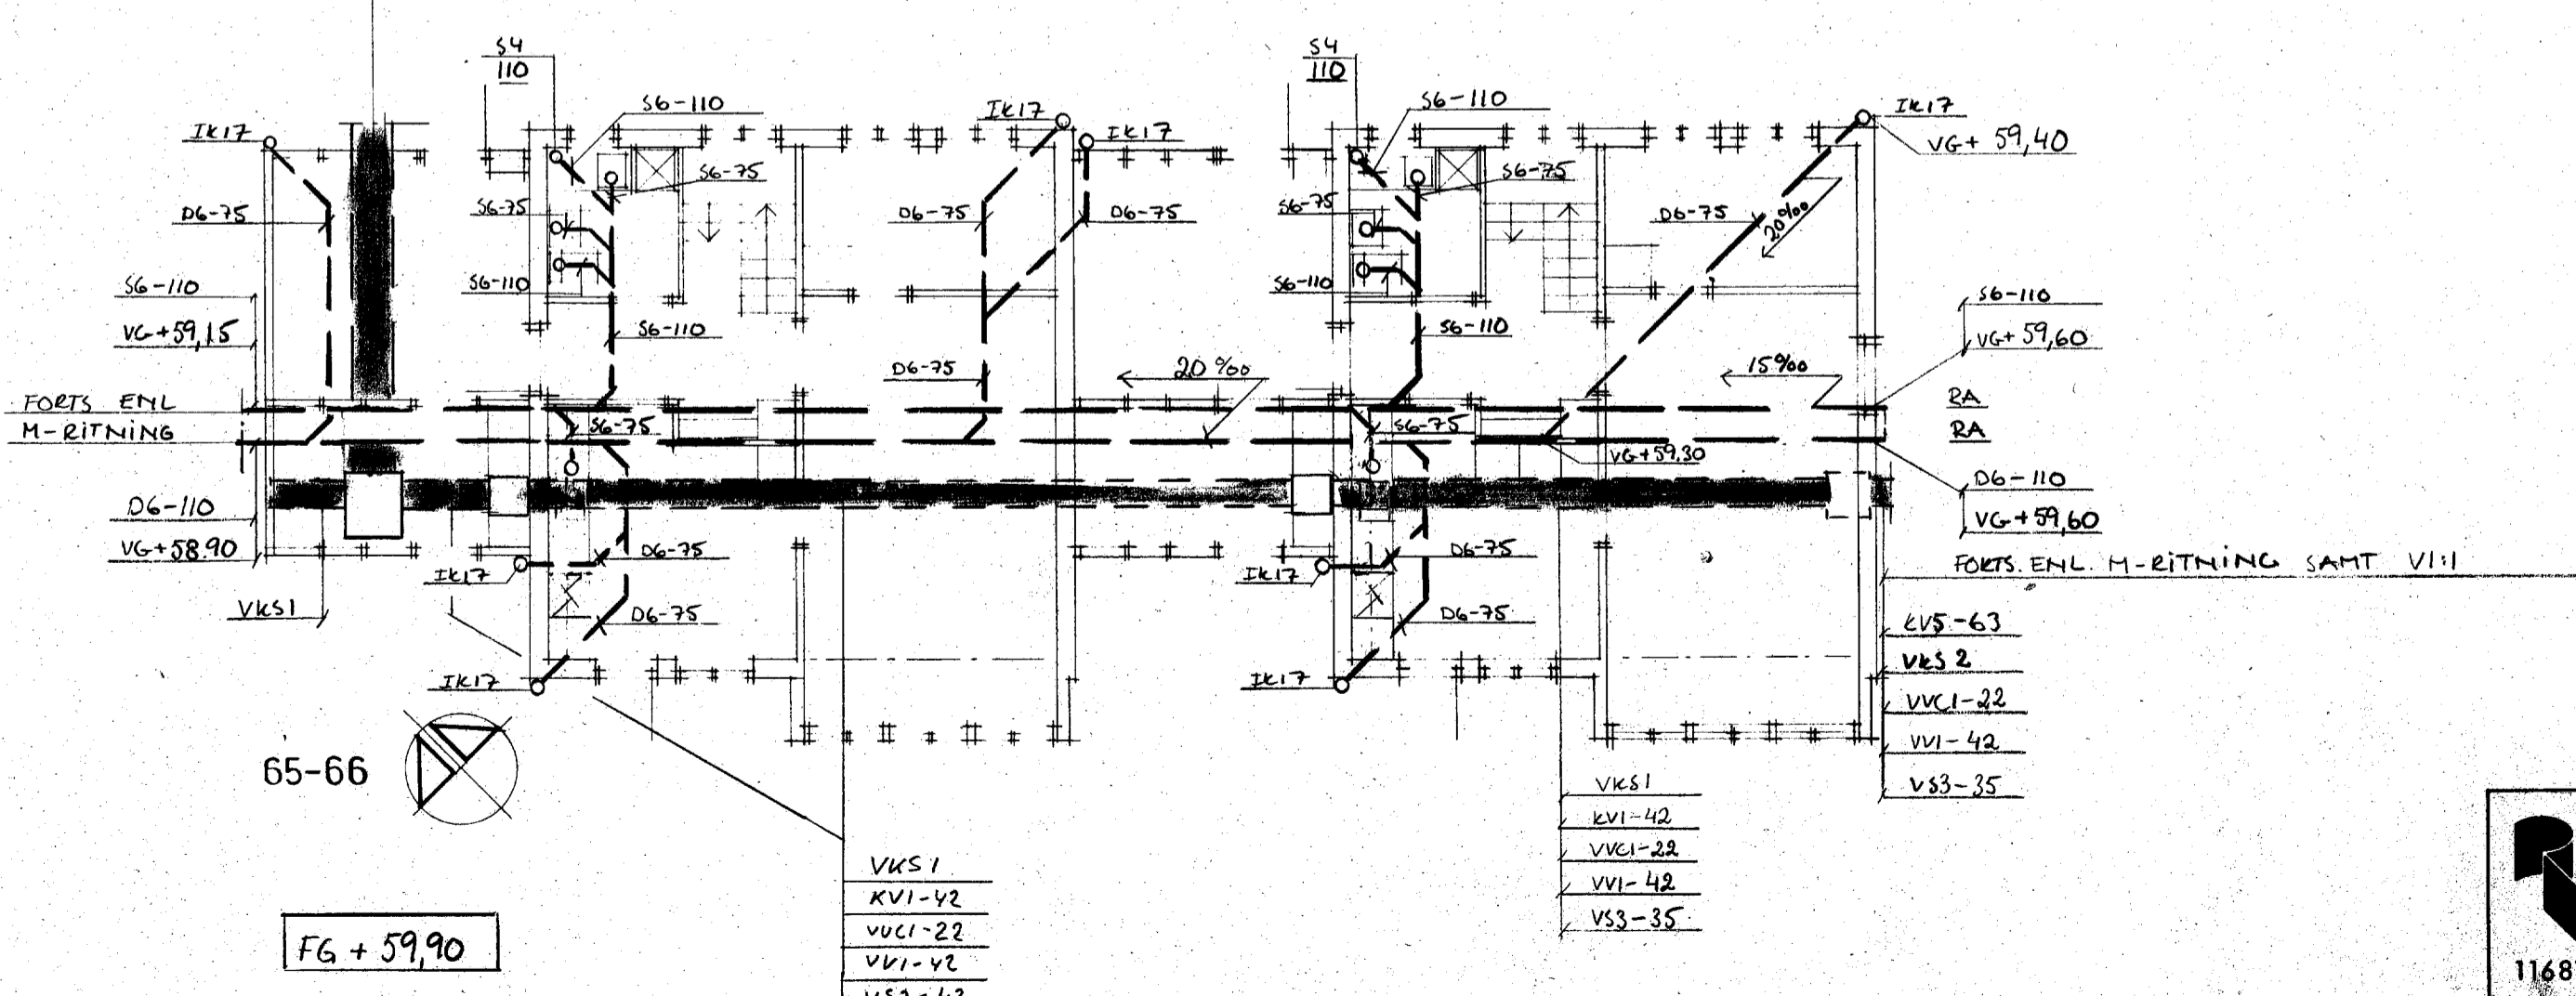 S4
110
S6-110
IK17
IK17
IK17
S6-75
S6-75
D6-75
D6-75
D6-75
S6-110
S6-110
VG+59,15
S6-110
D6-75
20 ‰
FORTS ENL
M-RITNING
S6-75
D6-110
VG+58.90
D6-75
IK17
VKS1
D6-75
IK17
S4
110
S6-110
IK17
VG+ 59,40
S6-75
S6-75
D6-75
20‰
S6-110
S6-110
15‰
S6-110
VG+59,60
RA
RA
S6-75
VG+59.30
D6-110
VG+59,60
D6-75
IK17
D6-75
IK17
FORTS. ENL. M-RITNING SAMT V1:1
KV5-63
VKS 2
VVC1-22
VV1-42
VS3-35
65-66
VKS1
KV1-42
VVC1-22
VV1-42
VS3-35
VKS1
KV1-42
VVC1-22
VV1-42
FG + 59,90
1168